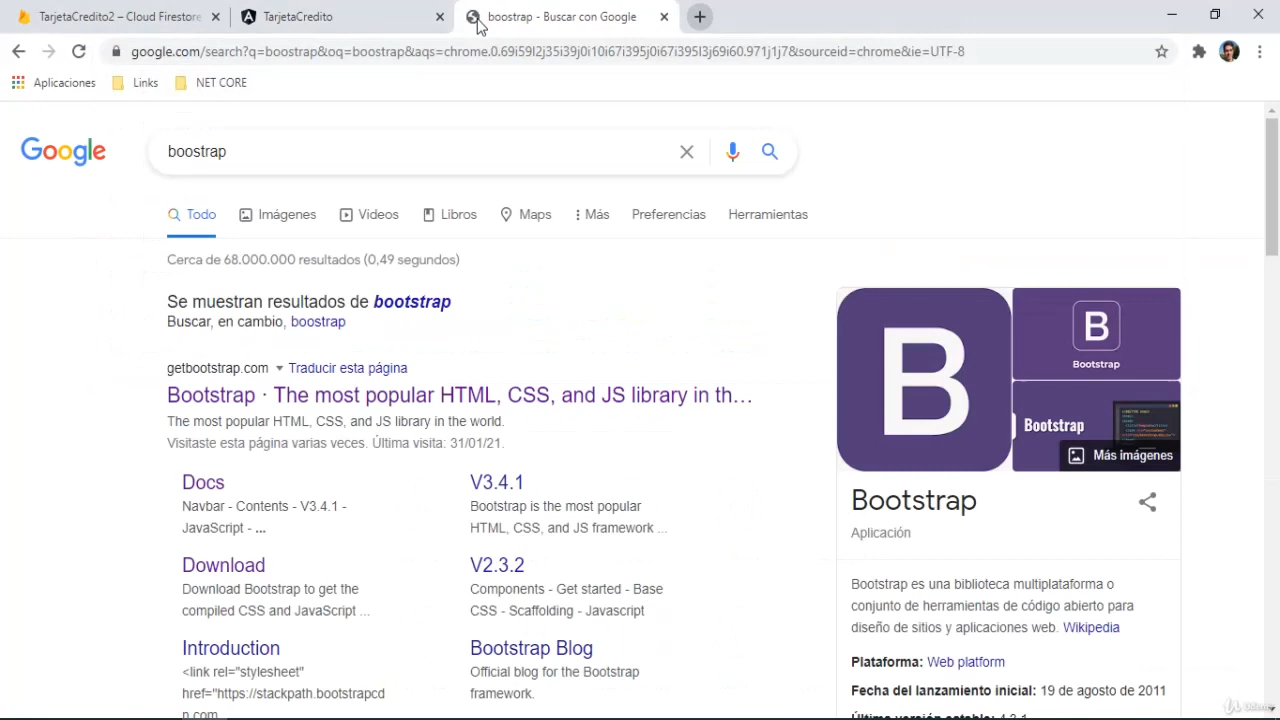 TarjetaCredito2 - Cloud Firestore
TarjetaCredito
boostrap - Buscar con Google
google.com/search?q=boostrap&oq=boostrap&aqs=chrome.0.69i59l2j35i39j0i10i67i395j0i67i395l3j69i60.971j1j7&sourceid=chrome&ie=UTF-8
Aplicaciones
Links
NET CORE
Google
boostrap
Todo
Imágenes
Videos
Libros
Maps
Más
Preferencias
Herramientas
Cerca de 68.000.000 resultados (0,49 segundos)
Se muestran resultados de bootstrap
Buscar, en cambio, boostrap
getbootstrap.com Traducir esta página
Bootstrap · The most popular HTML, CSS, and JS library in th…
The most popular HTML, CSS, and JS library in the world.
Visitaste esta página varias veces. Última visita: 31/01/21.
Docs
Navbar - Contents - V3.4.1 -
JavaScript - ...
V3.4.1
Bootstrap is the most popular
HTML, CSS, and JS framework ...
Download
Download Bootstrap to get the
compiled CSS and JavaScript ...
V2.3.2
Components - Get started - Base
CSS - Scaffolding - Javascript
Introduction
<link rel="stylesheet"
href="https://stackpath.bootstrapcd
n.com
Bootstrap Blog
Official blog for the Bootstrap
framework.
B
B
Bootstrap
Bootstrap
Más imágenes
Bootstrap
Aplicación
Bootstrap es una biblioteca multiplataforma o
conjunto de herramientas de código abierto para
diseño de sitios y aplicaciones web. Wikipedia
Plataforma: Web platform
Fecha del lanzamiento inicial: 19 de agosto de 2011